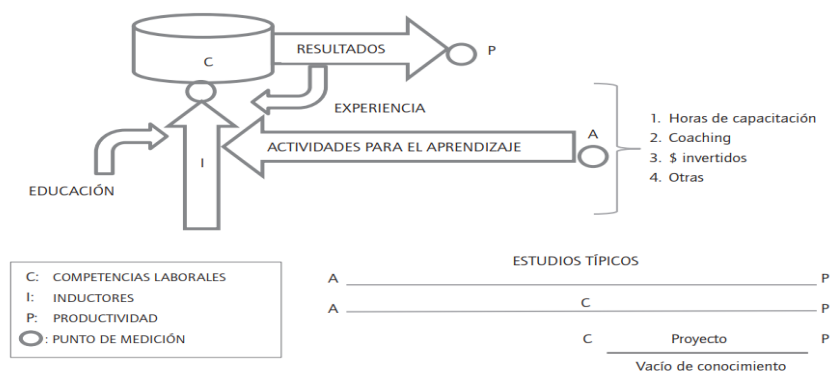 RESULTADOS
P
C
EXPERIENCIA
A
ACTIVIDADES PARA EL APRENDIZAJE
I
EDUCACIÓN
1. Horas de capacitación
2. Coaching
3. $ invertidos
4. Otras
C: COMPETENCIAS LABORALES
I: INDUCTORES
P: PRODUCTIVIDAD
: PUNTO DE MEDICIÓN
ESTUDIOS TÍPICOS
A P
A C P
C Proyecto P
Vacío de conocimiento